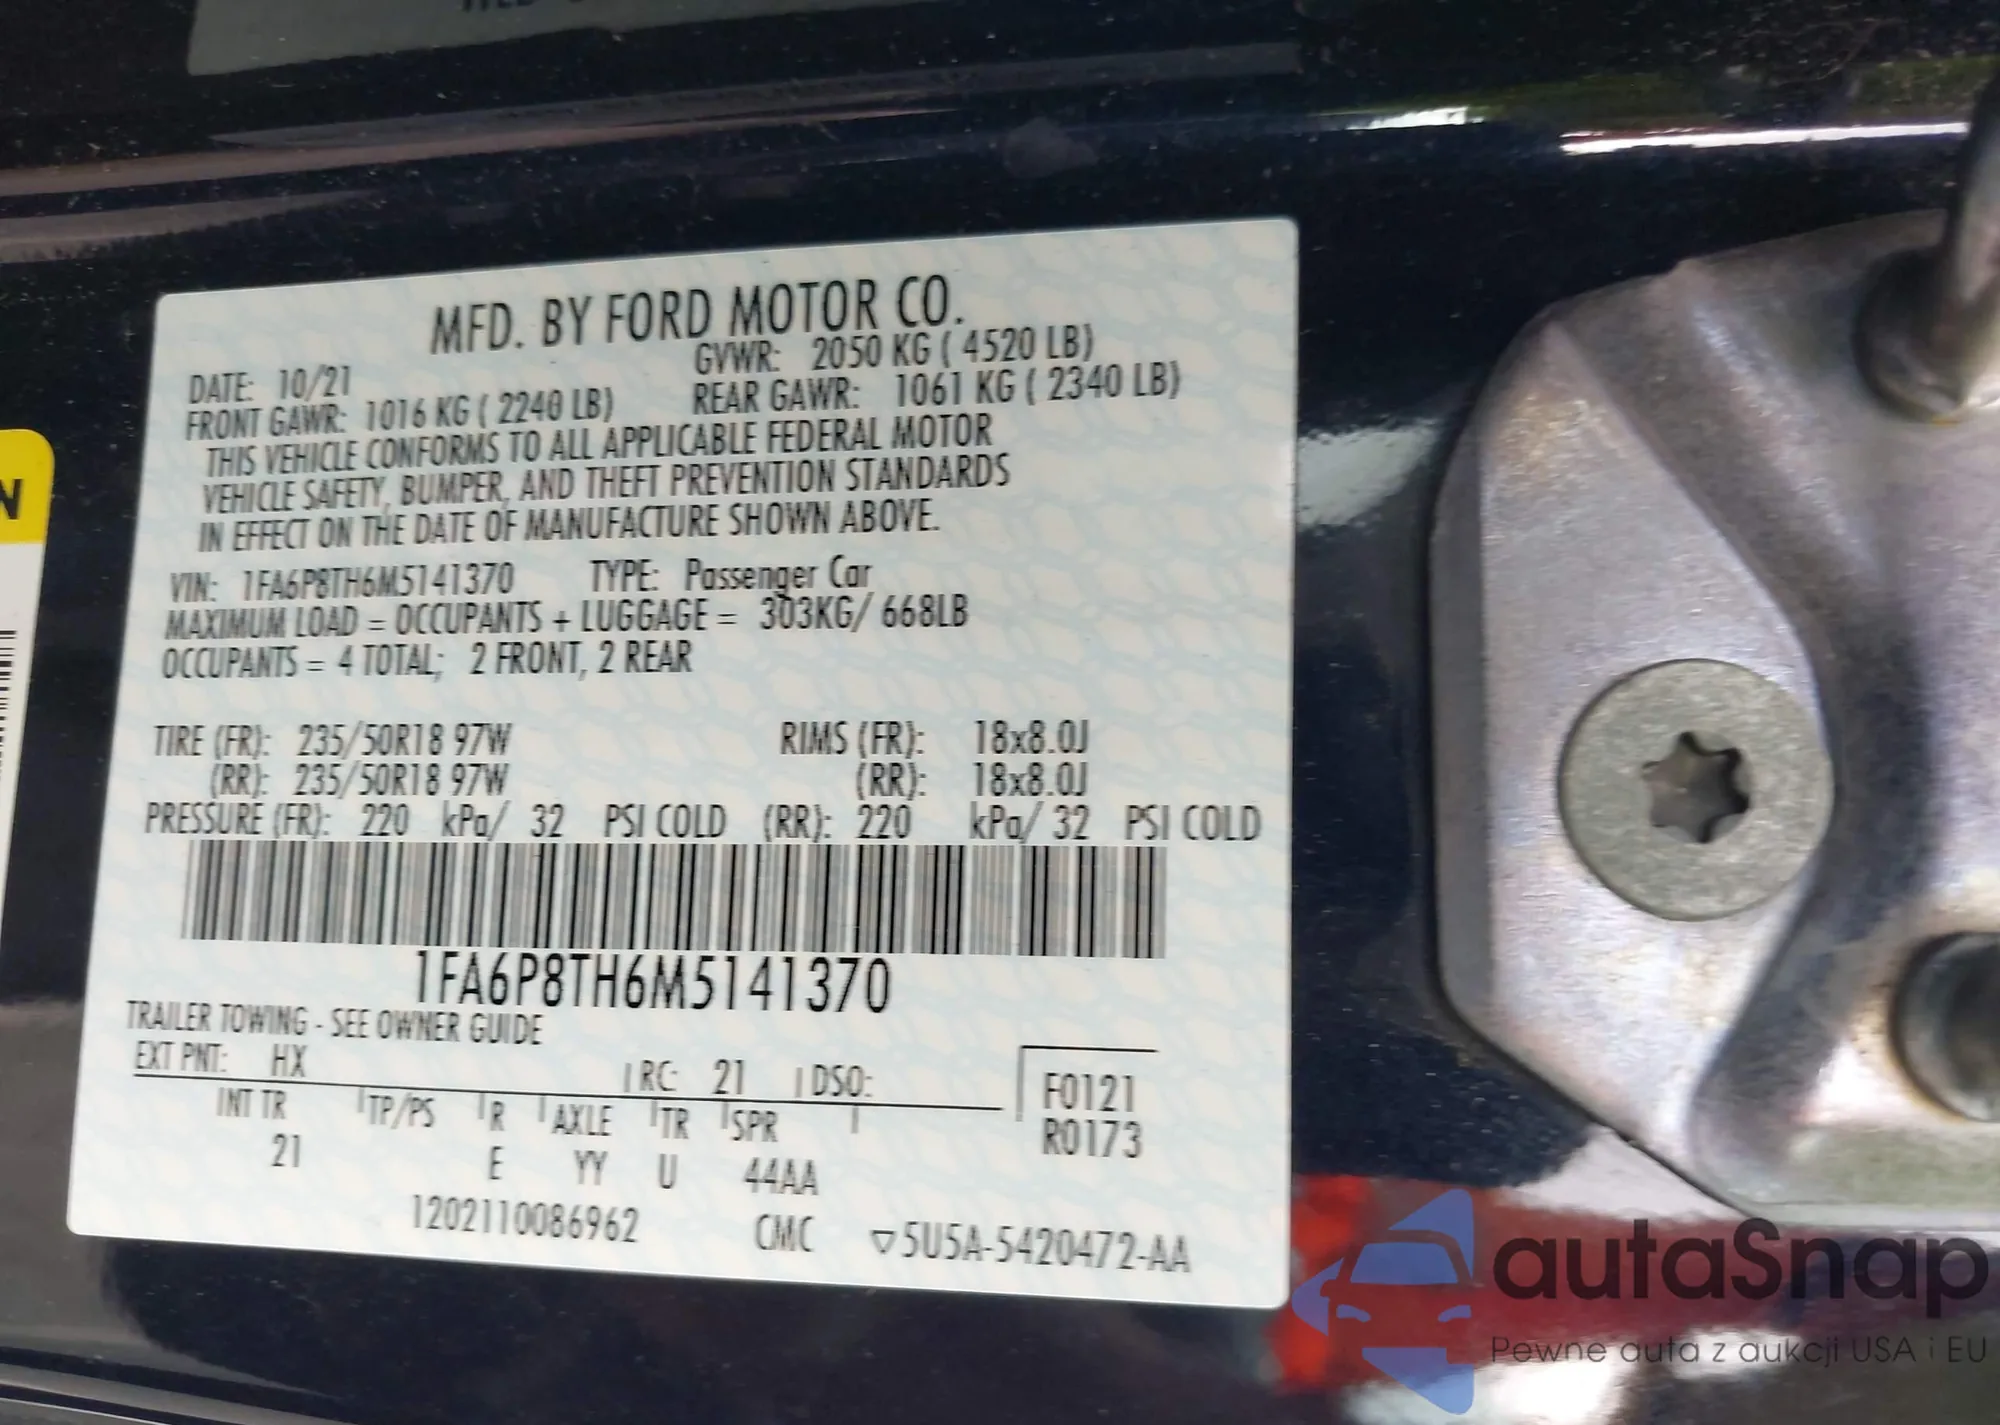 MFD. BY FORD MOTOR CO.
DATE: 10/21 GVWR: 2050 KG ( 4520 LB)
FRONT GAWR: 1016 KG ( 2240 LB) REAR GAWR: 1061 KG ( 2340 LB)
THIS VEHICLE CONFORMS TO ALL APPLICABLE FEDERAL MOTOR
VEHICLE SAFETY, BUMPER, AND THEFT PREVENTION STANDARDS
IN EFFECT ON THE DATE OF MANUFACTURE SHOWN ABOVE.
VIN: 1FA6P8TH6M5141370 TYPE: Passenger Car
MAXIMUM LOAD = OCCUPANTS + LUGGAGE = 303KG/ 668LB
OCCUPANTS = 4 TOTAL; 2 FRONT, 2 REAR
TIRE (FR): 235/50R18 97W RIMS (FR): 18x8.0J
(RR): 235/50R18 97W (RR): 18x8.0J
PRESSURE (FR): 220 kPa/ 32 PSI COLD (RR): 220 kPa/ 32 PSI COLD
1FA6P8TH6M5141370
TRAILER TOWING - SEE OWNER GUIDE
EXT PNT: HX RC: 21 DSO:
INT TR TP/PS R AXLE TR SPR
21 E YY U 44AA
F0121
R0173
1202110086962 CMC ▽5U5A-5420472-AA
N
autaSnap
Pewne auta z aukcji USA i EU